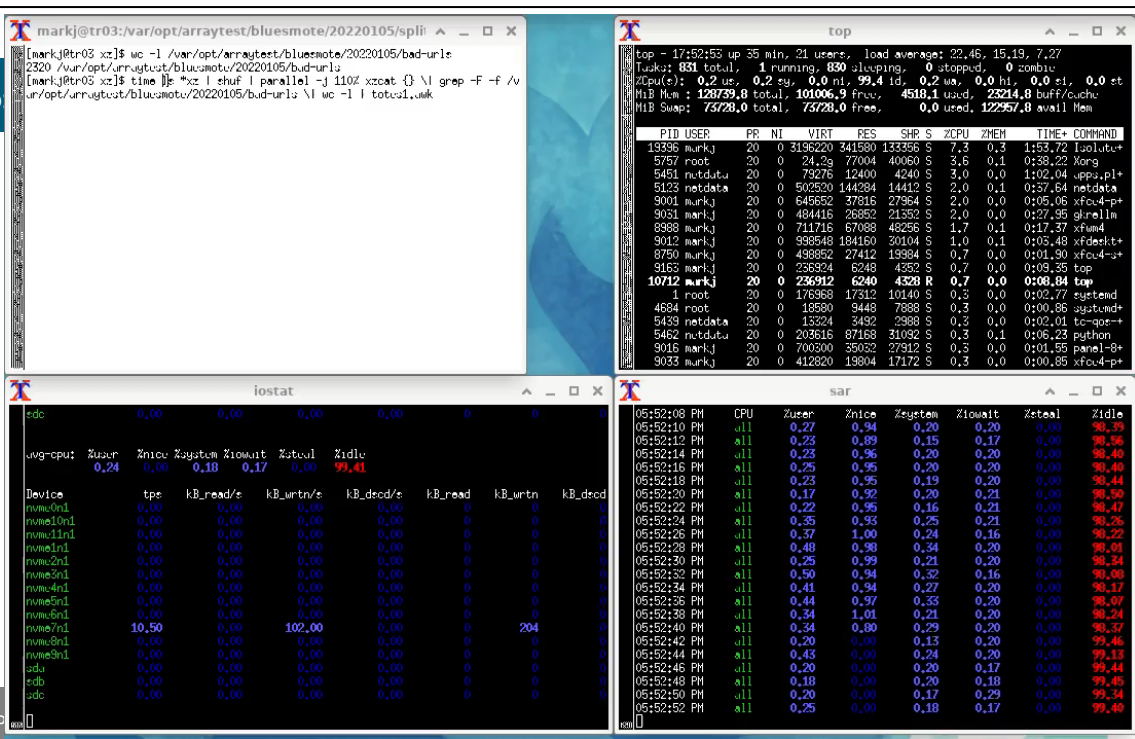 markj@tr03:/var/opt/arraytest/bluesmote/20220105/spli
[markj@tr03 xz]$ wc -l /var/opt/arraytest/bluesmote/20220105/bad-urls
2320 /var/opt/arraytest/bluesmote/20220105/bad-urls
[markj@tr03 xz]$ time ls *xz | shuf | parallel -j 110% xzcat {} \| grep -F -f /v
ar/opt/arraytest/bluesmote/20220105/bad-urls \| wc -l | totes1.awk
top
top - 17:52:53 up 35 min, 21 users, load average: 22.46, 15.19, 7.27
Tasks: 831 total, 1 running, 830 sleeping, 0 stopped, 0 zombie
%Cpu(s): 0.2 us, 0.2 sy, 0.0 ni, 99.4 id, 0.2 wa, 0.0 hi, 0.0 si, 0.0 st
MiB Mem : 128739.8 total, 101006.9 free, 4518.1 used, 23214.8 buff/cache
MiB Swap: 73728.0 total, 73728.0 free, 0.0 used. 122957.8 avail Mem
PID USER PR NI VIRT RES SHR S %CPU %MEM TIME+ COMMAND
19396 markj 20 0 3196220 341580 133356 S 7.3 0.3 1:53.72 Isolate+
5757 root 20 0 24.2g 77004 40060 S 3.6 0.1 0:38.22 Xorg
5451 netdata 20 0 79276 12400 4240 S 3.0 0.0 1:02.04 apps.pl+
5123 netdata 20 0 502520 144284 14412 S 2.0 0.1 0:37.64 netdata
9001 markj 20 0 645652 37816 27964 S 2.0 0.0 0:05.06 xfce4-p+
9031 markj 20 0 484416 26852 21352 S 2.0 0.0 0:27.95 gkrellm
8988 markj 20 0 711716 67088 48256 S 1.7 0.1 0:17.37 xfwm4
9012 markj 20 0 998548 184160 30104 S 1.0 0.1 0:03.48 xfdeskt+
8750 markj 20 0 498852 27412 19984 S 0.7 0.0 0:01.90 xfce4-s+
9163 markj 20 0 236924 6248 4352 S 0.7 0.0 0:09.35 top
10712 markj 20 0 236912 6240 4328 R 0.7 0.0 0:08.84 top
1 root 20 0 176968 17312 10140 S 0.3 0.0 0:02.77 systemd
4684 root 20 0 18580 9448 7888 S 0.3 0.0 0:00.86 systemd+
5439 netdata 20 0 13324 3492 2988 S 0.3 0.0 0:02.01 tc-qos-+
5462 netdata 20 0 203616 87168 31092 S 0.3 0.1 0:06.23 python
9016 markj 20 0 700300 35032 27912 S 0.3 0.0 0:01.55 panel-8+
9033 markj 20 0 412820 19804 17172 S 0.3 0.0 0:00.85 xfce4-p+
iostat
sdc 0.00 0.00 0.00 0.00 0 0 0
avg-cpu: %user %nice %system %iowait %steal %idle
0.24 0.00 0.18 0.17 0.00 99.41
Device tps kB_read/s kB_wrtn/s kB_dscd/s kB_read kB_wrtn kB_dscd
nvme0n1 0.00 0.00 0.00 0.00 0 0 0
nvme10n1 0.00 0.00 0.00 0.00 0 0 0
nvme11n1 0.00 0.00 0.00 0.00 0 0 0
nvme1n1 0.00 0.00 0.00 0.00 0 0 0
nvme2n1 0.00 0.00 0.00 0.00 0 0 0
nvme3n1 0.00 0.00 0.00 0.00 0 0 0
nvme4n1 0.00 0.00 0.00 0.00 0 0 0
nvme5n1 0.00 0.00 0.00 0.00 0 0 0
nvme6n1 0.00 0.00 0.00 0.00 0 0 0
nvme7n1 10.50 0.00 102.00 0.00 0 204 0
nvme8n1 0.00 0.00 0.00 0.00 0 0 0
nvme9n1 0.00 0.00 0.00 0.00 0 0 0
sda 0.00 0.00 0.00 0.00 0 0 0
sdb 0.00 0.00 0.00 0.00 0 0 0
sdc 0.00 0.00 0.00 0.00 0 0 0
sar
05:52:08 PM CPU %user %nice %system %iowait %steal %idle
05:52:10 PM all 0.27 0.94 0.20 0.20 0.00 98.39
05:52:12 PM all 0.23 0.89 0.15 0.17 0.00 98.56
05:52:14 PM all 0.23 0.96 0.20 0.20 0.00 98.40
05:52:16 PM all 0.25 0.95 0.20 0.20 0.00 98.40
05:52:18 PM all 0.23 0.95 0.19 0.20 0.00 98.44
05:52:20 PM all 0.17 0.92 0.20 0.21 0.00 98.50
05:52:22 PM all 0.22 0.95 0.16 0.21 0.00 98.47
05:52:24 PM all 0.35 0.93 0.25 0.21 0.00 98.26
05:52:26 PM all 0.37 1.00 0.24 0.16 0.00 98.22
05:52:28 PM all 0.48 0.98 0.34 0.20 0.00 98.01
05:52:30 PM all 0.25 0.99 0.21 0.20 0.00 98.34
05:52:32 PM all 0.50 0.94 0.32 0.16 0.00 98.08
05:52:34 PM all 0.41 0.94 0.27 0.20 0.00 98.17
05:52:36 PM all 0.44 0.97 0.33 0.20 0.00 98.07
05:52:38 PM all 0.34 1.01 0.21 0.20 0.00 98.24
05:52:40 PM all 0.34 0.80 0.29 0.20 0.00 98.37
05:52:42 PM all 0.20 0.00 0.13 0.20 0.00 99.46
05:52:44 PM all 0.43 0.00 0.24 0.20 0.00 99.13
05:52:46 PM all 0.20 0.00 0.20 0.17 0.00 99.44
05:52:48 PM all 0.18 0.00 0.20 0.18 0.00 99.45
05:52:50 PM all 0.20 0.00 0.17 0.29 0.00 99.34
05:52:52 PM all 0.25 0.00 0.18 0.17 0.00 99.40